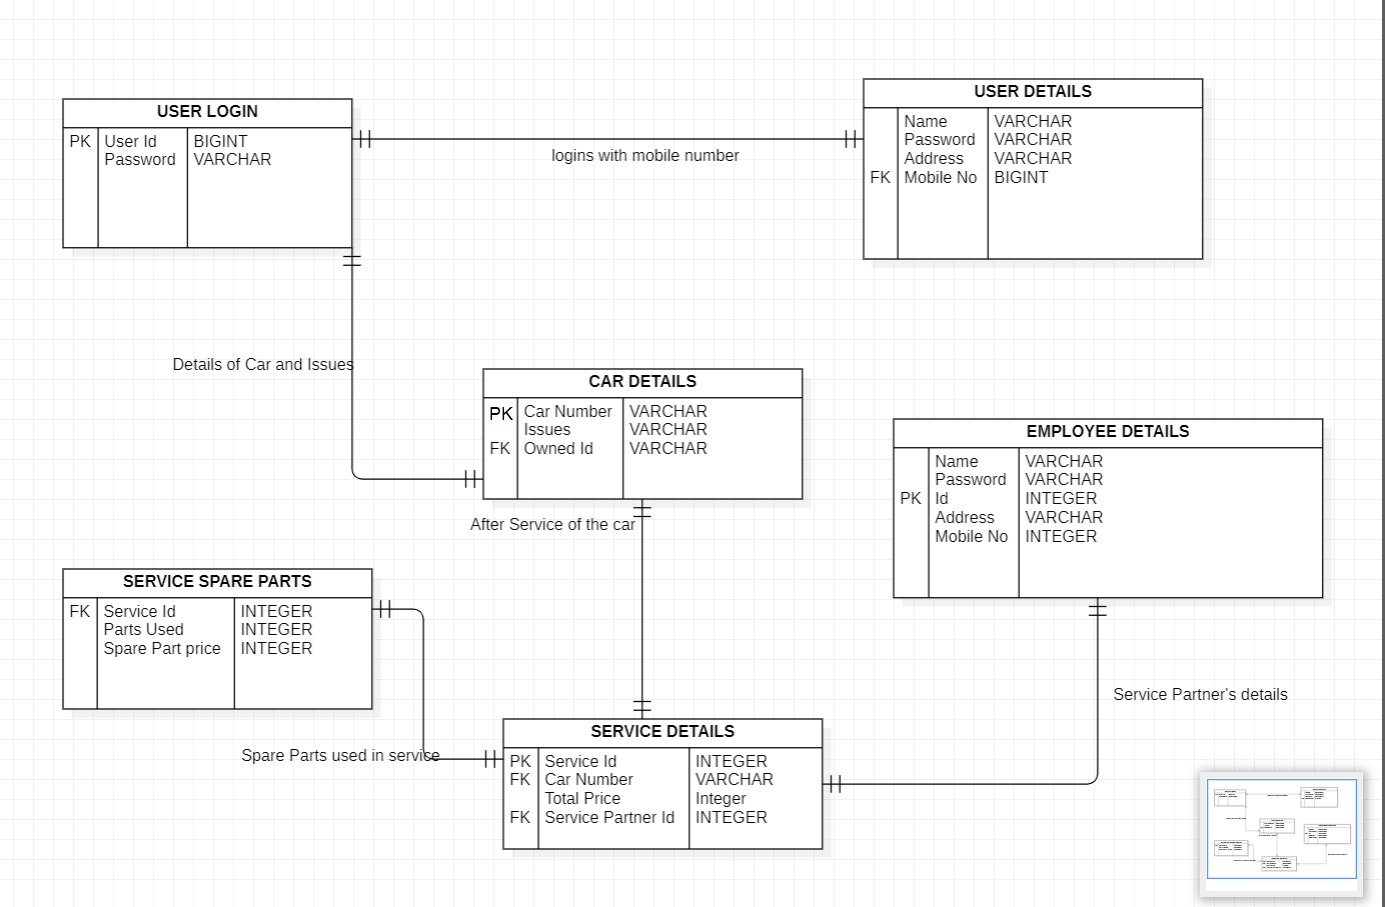 USER LOGIN
PK User Id BIGINT
Password VARCHAR
USER DETAILS
Name VARCHAR
Password VARCHAR
Address VARCHAR
FK Mobile No BIGINT
logins with mobile number
Details of Car and Issues
CAR DETAILS
PK Car Number VARCHAR
Issues VARCHAR
FK Owned Id VARCHAR
EMPLOYEE DETAILS
Name VARCHAR
Password VARCHAR
PK Id INTEGER
Address VARCHAR
Mobile No INTEGER
After Service of the car
SERVICE SPARE PARTS
FK Service Id INTEGER
Parts Used INTEGER
Spare Part price INTEGER
Service Partner's details
Spare Parts used in service
SERVICE DETAILS
PK Service Id INTEGER
FK Car Number VARCHAR
Total Price Integer
FK Service Partner Id INTEGER